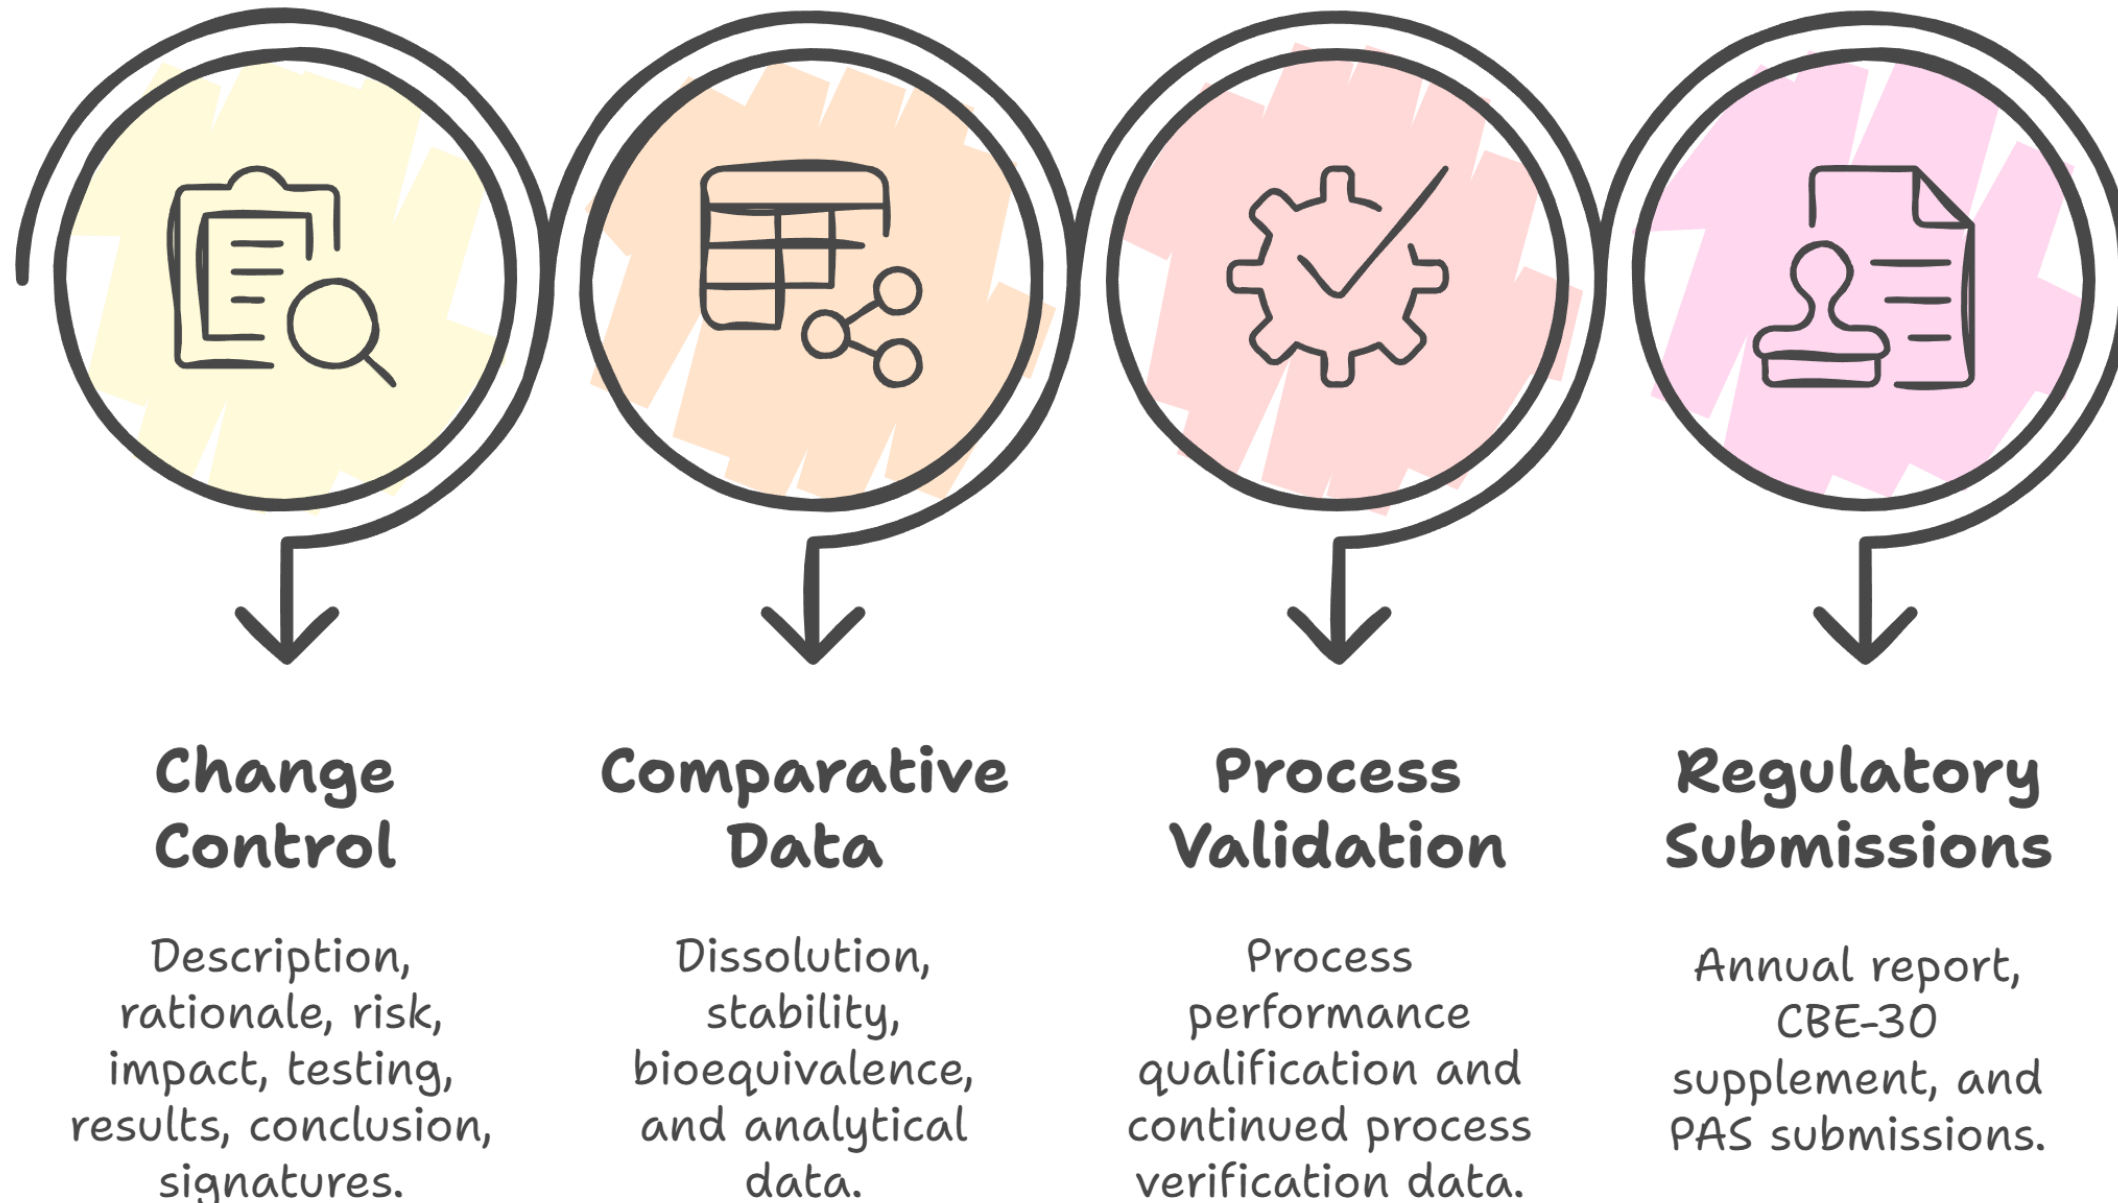 Change
Control
Description,
rationale, risk,
impact, testing,
results, conclusion,
signatures.
Comparative
Data
Dissolution,
stability,
bioequivalence,
and analytical
data.
Process
Validation
Process
performance
qualification and
continued process
verification data.
Regulatory
Submissions
Annual report,
CBE-30
supplement, and
PAS submissions.